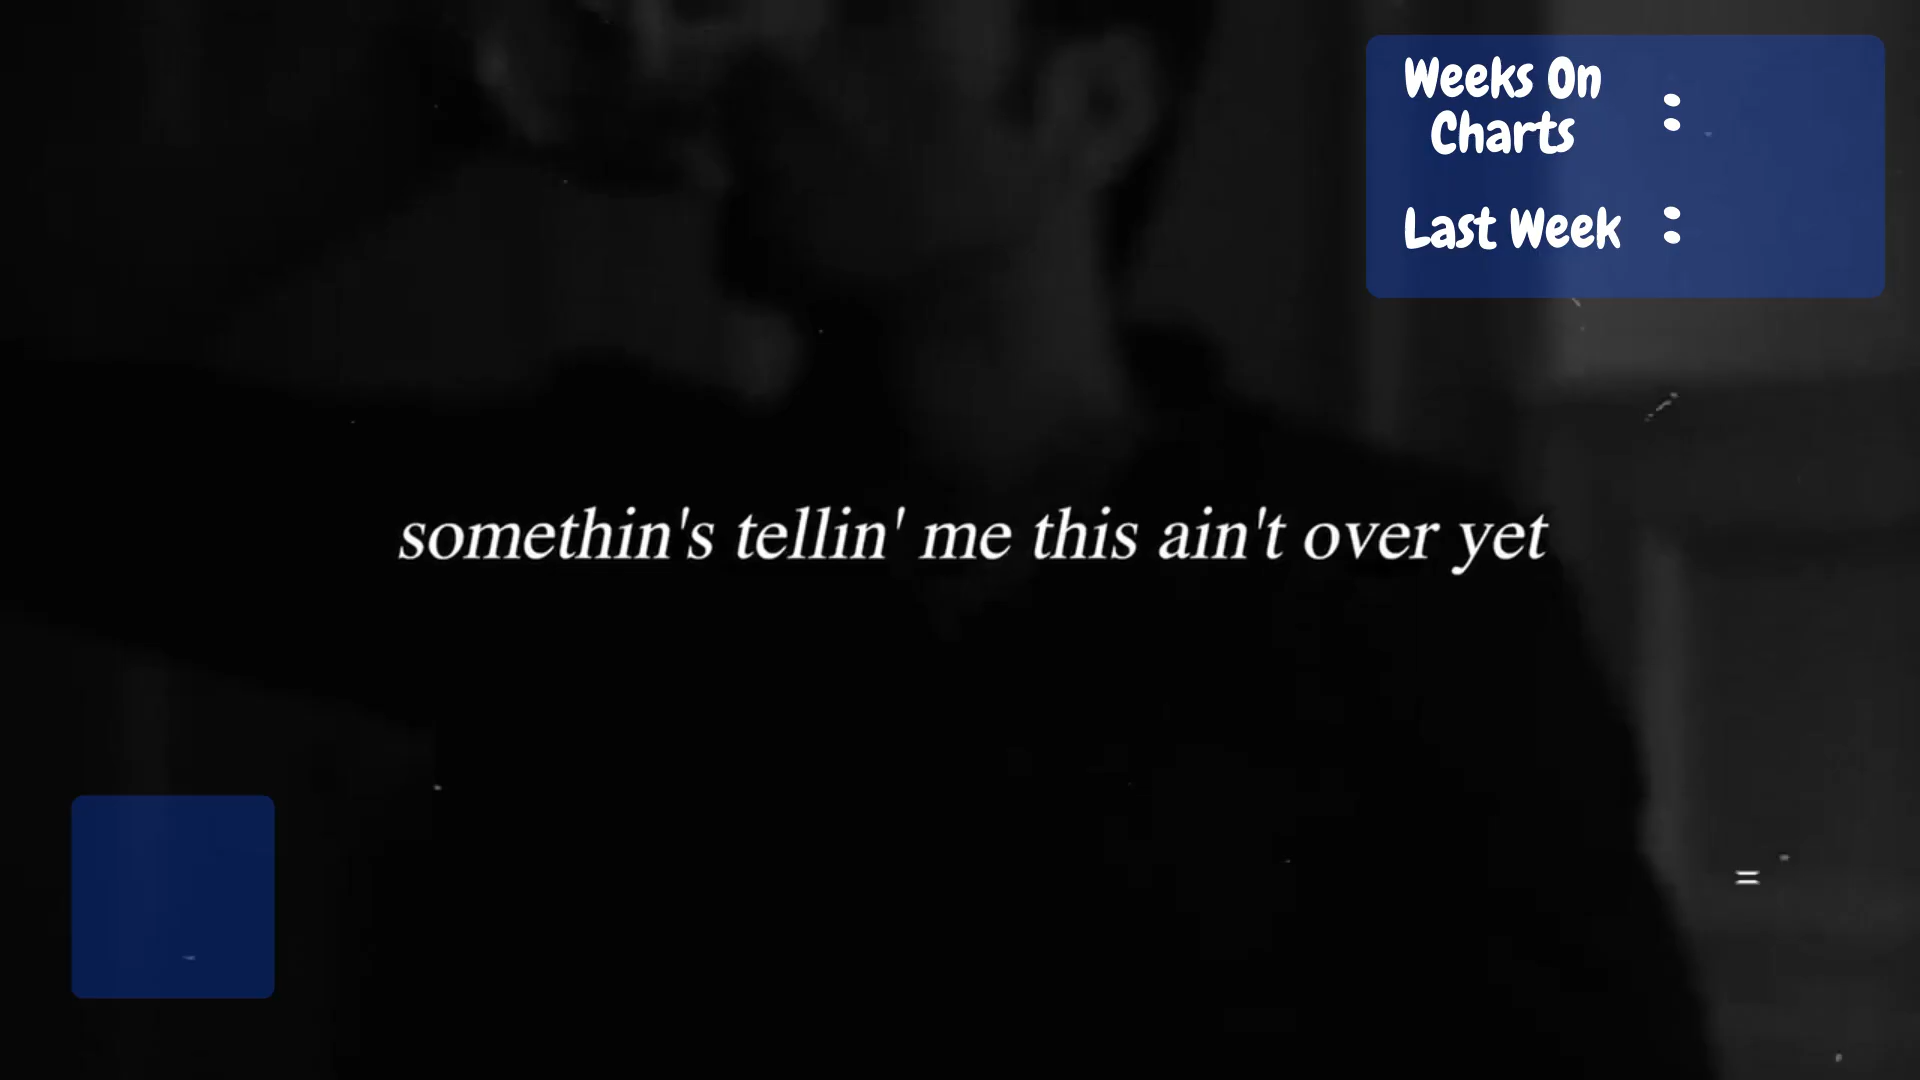 Weeks On
Charts :
Last Week :
somethin's tellin' me this ain't over yet
=